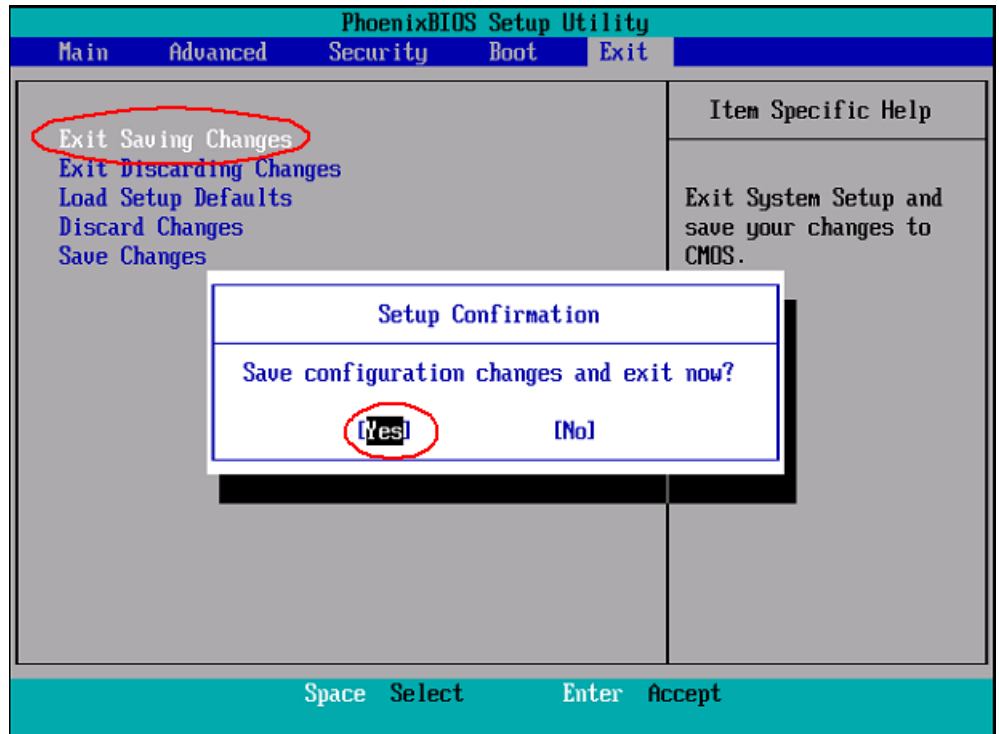 PhoenixBIOS Setup Utility
Main Advanced Security Boot Exit
Exit Saving Changes
Exit Discarding Changes
Load Setup Defaults
Discard Changes
Save Changes
Item Specific Help
Exit System Setup and
save your changes to
CMOS.
Setup Confirmation
Save configuration changes and exit now?
[Yes] [No]
Space Select Enter Accept